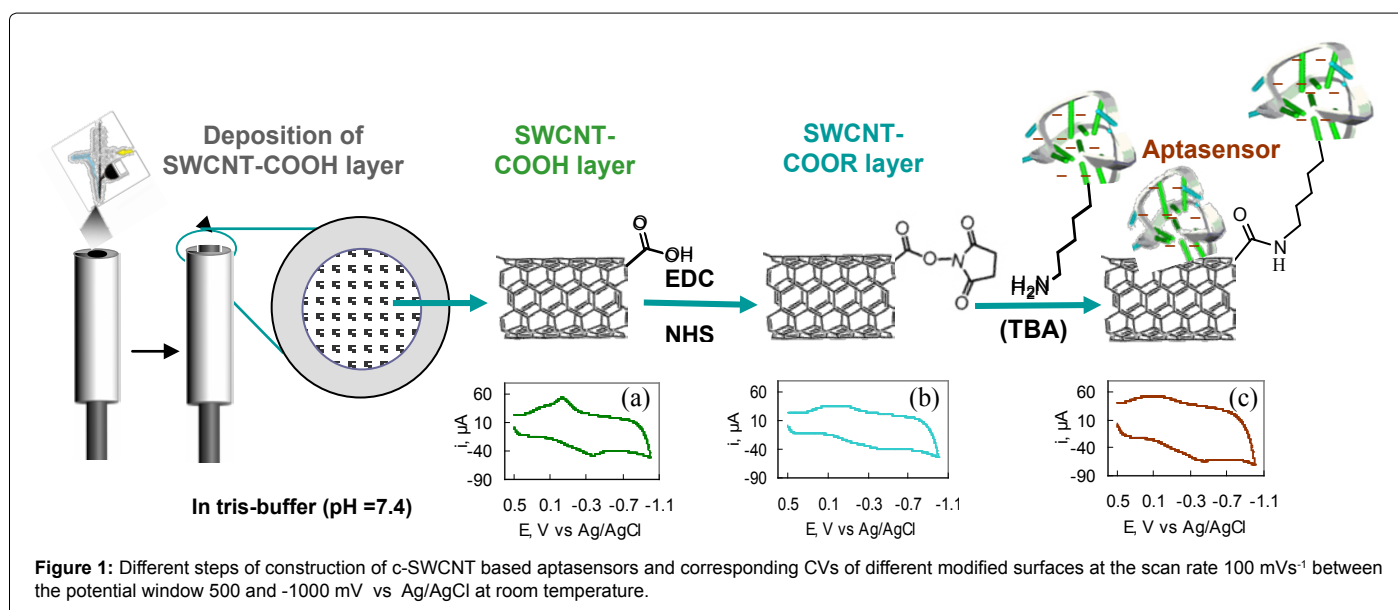 Deposition of
SWCNT-COOH layer
SWCNT-
COOH layer
SWCNT-
COOR layer
Aptasensor
O
OH
EDC
NHS
O
O
N
O
O
H₂N
(TBA)
O
N
H
In tris-buffer (pH =7.4)
(a)
60
10
-40
-90
i, µA
0.5 0.1 -0.3 -0.7 -1.1
E, V vs Ag/AgCl
(b)
60
10
-40
-90
i, µA
0.5 0.1 -0.3 -0.7 -1.1
E, V vs Ag/AgCl
(c)
60
10
-40
-90
i, µA
0.5 0.1 -0.3 -0.7 -1.1
E, V vs Ag/AgCl
Figure 1: Different steps of construction of c-SWCNT based aptasensors and corresponding CVs of different modified surfaces at the scan rate 100 mVs⁻¹ between
the potential window 500 and -1000 mV vs Ag/AgCl at room temperature.